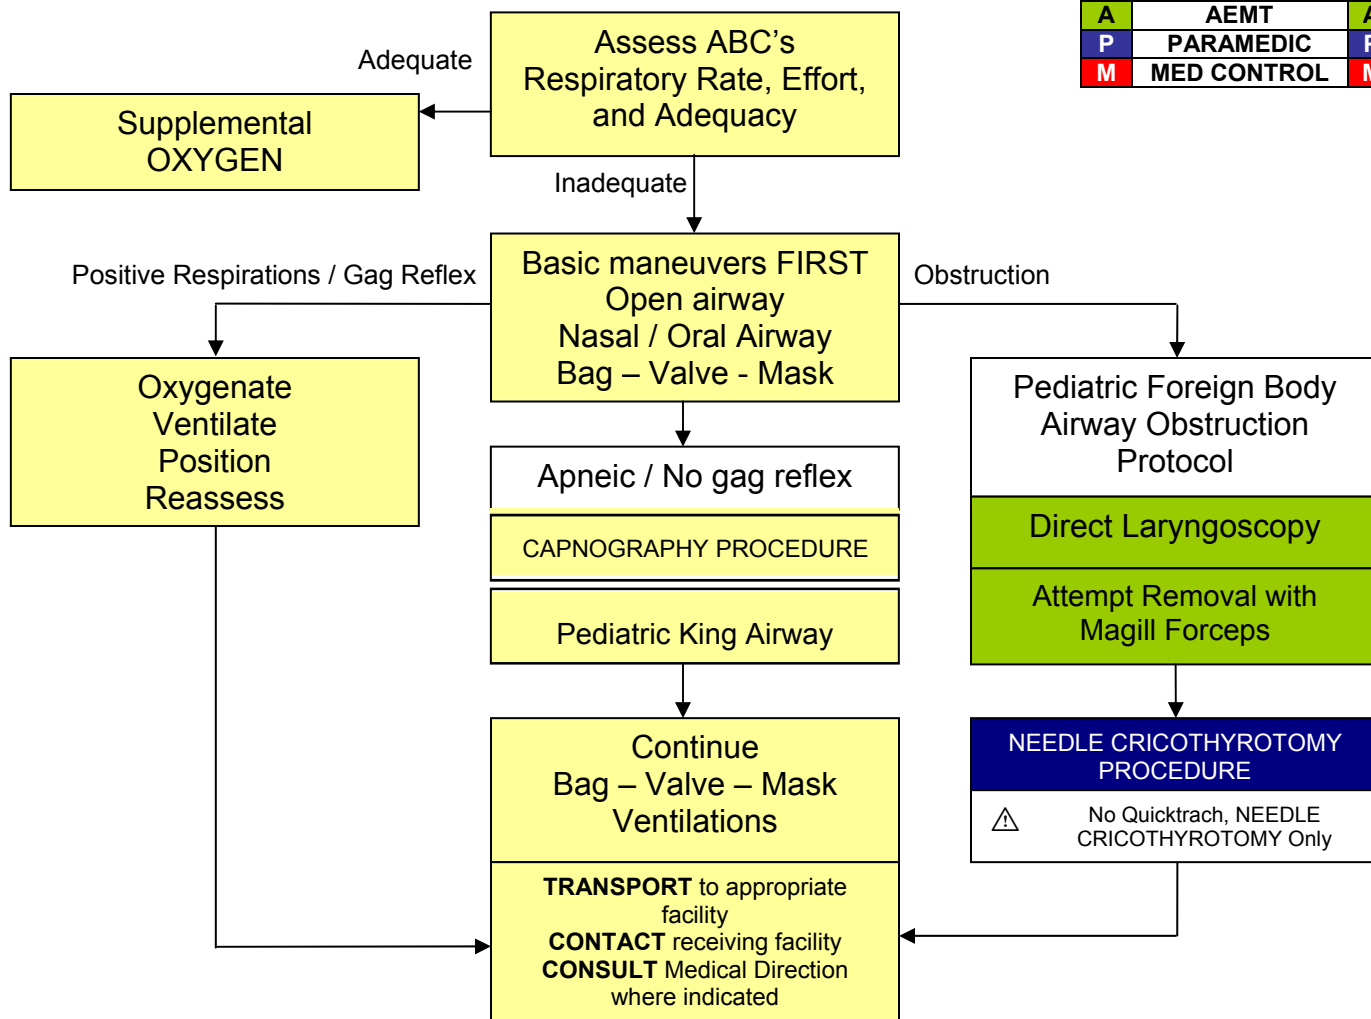 A AEMT A
P PARAMEDIC P
M MED CONTROL M
Assess ABC’s
Respiratory Rate, Effort,
and Adequacy
Adequate
Supplemental
OXYGEN
Inadequate
Basic maneuvers FIRST
Open airway
Nasal / Oral Airway
Bag – Valve - Mask
Positive Respirations / Gag Reflex
Obstruction
Oxygenate
Ventilate
Position
Reassess
Apneic / No gag reflex
CAPNOGRAPHY PROCEDURE
Pediatric King Airway
Pediatric Foreign Body
Airway Obstruction
Protocol
Direct Laryngoscopy
Attempt Removal with
Magill Forceps
Continue
Bag – Valve – Mask
Ventilations
NEEDLE CRICOTHYROTOMY
PROCEDURE
No Quicktrach, NEEDLE
CRICOTHYROTOMY Only
TRANSPORT to appropriate
facility
CONTACT receiving facility
CONSULT Medical Direction
where indicated